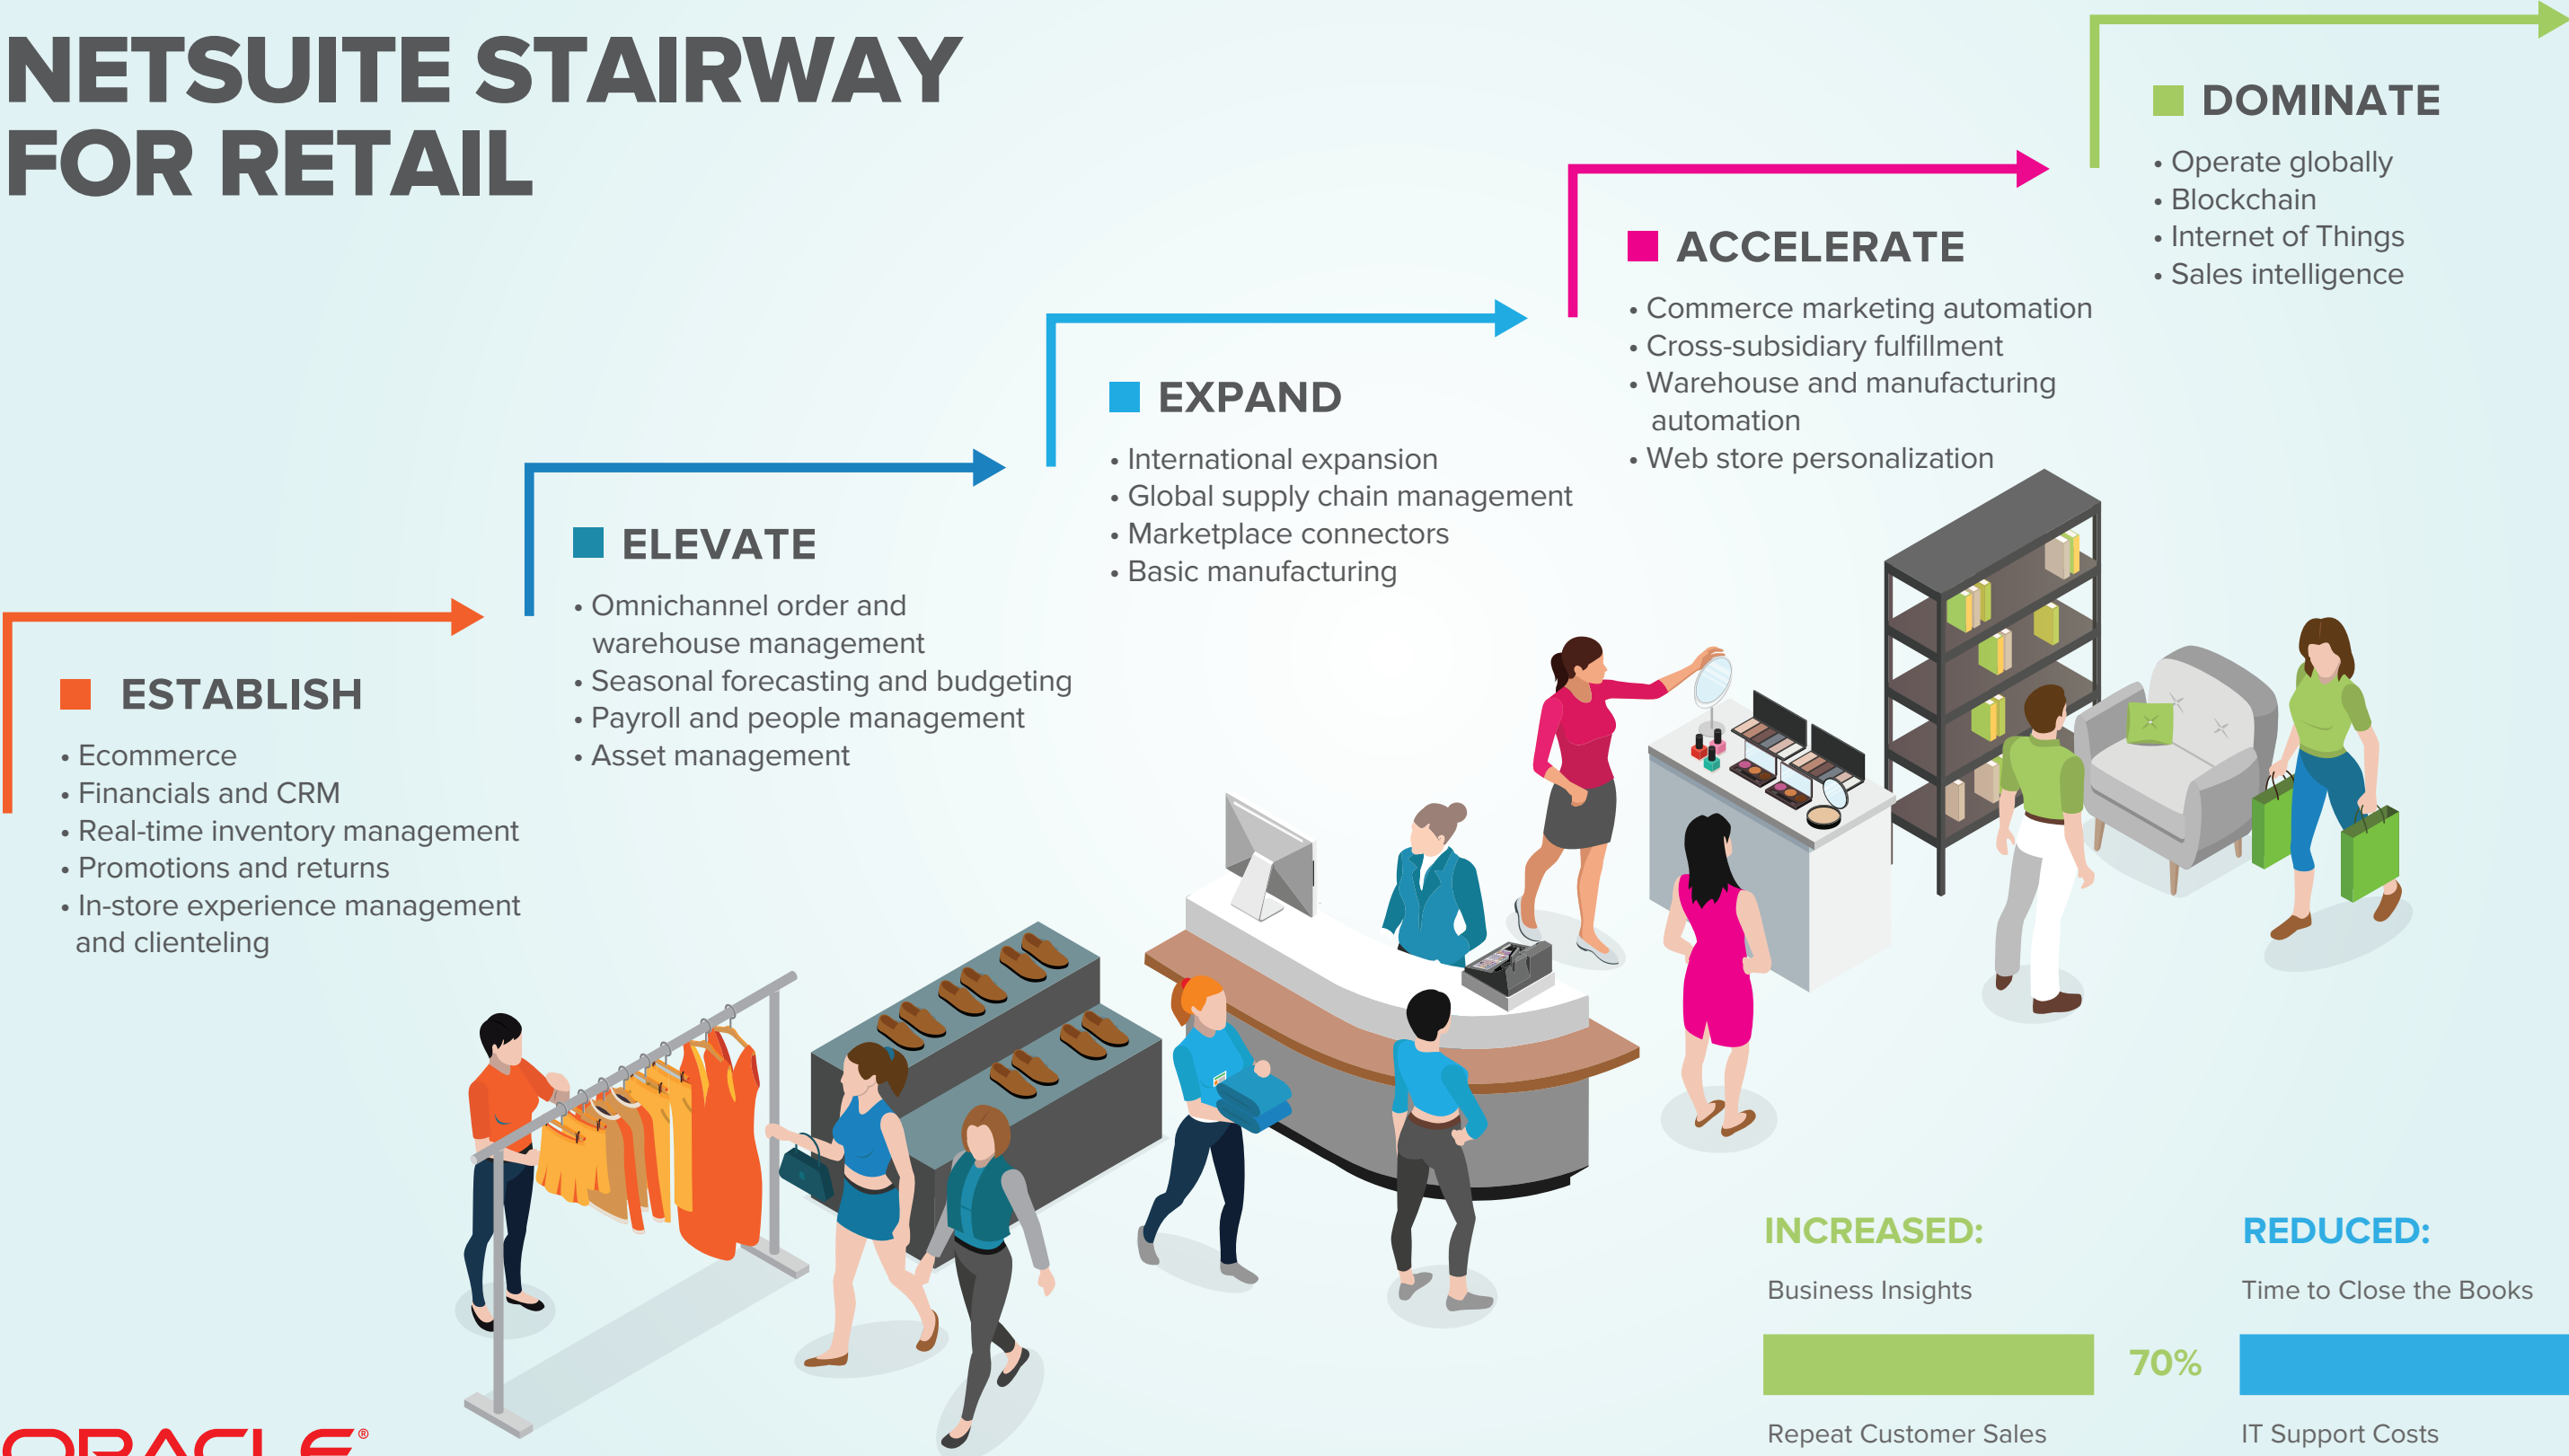 NETSUITE STAIRWAY
FOR RETAIL
ESTABLISH
• Ecommerce
• Financials and CRM
• Real-time inventory management
• Promotions and returns
• In-store experience management
and clienteling
ELEVATE
• Omnichannel order and
warehouse management
• Seasonal forecasting and budgeting
• Payroll and people management
• Asset management
EXPAND
• International expansion
• Global supply chain management
• Marketplace connectors
• Basic manufacturing
ACCELERATE
• Commerce marketing automation
• Cross-subsidiary fulfillment
• Warehouse and manufacturing
automation
• Web store personalization
DOMINATE
• Operate globally
• Blockchain
• Internet of Things
• Sales intelligence
INCREASED:
Business Insights
70%
Repeat Customer Sales
REDUCED:
Time to Close the Books
IT Support Costs
ORACLE®